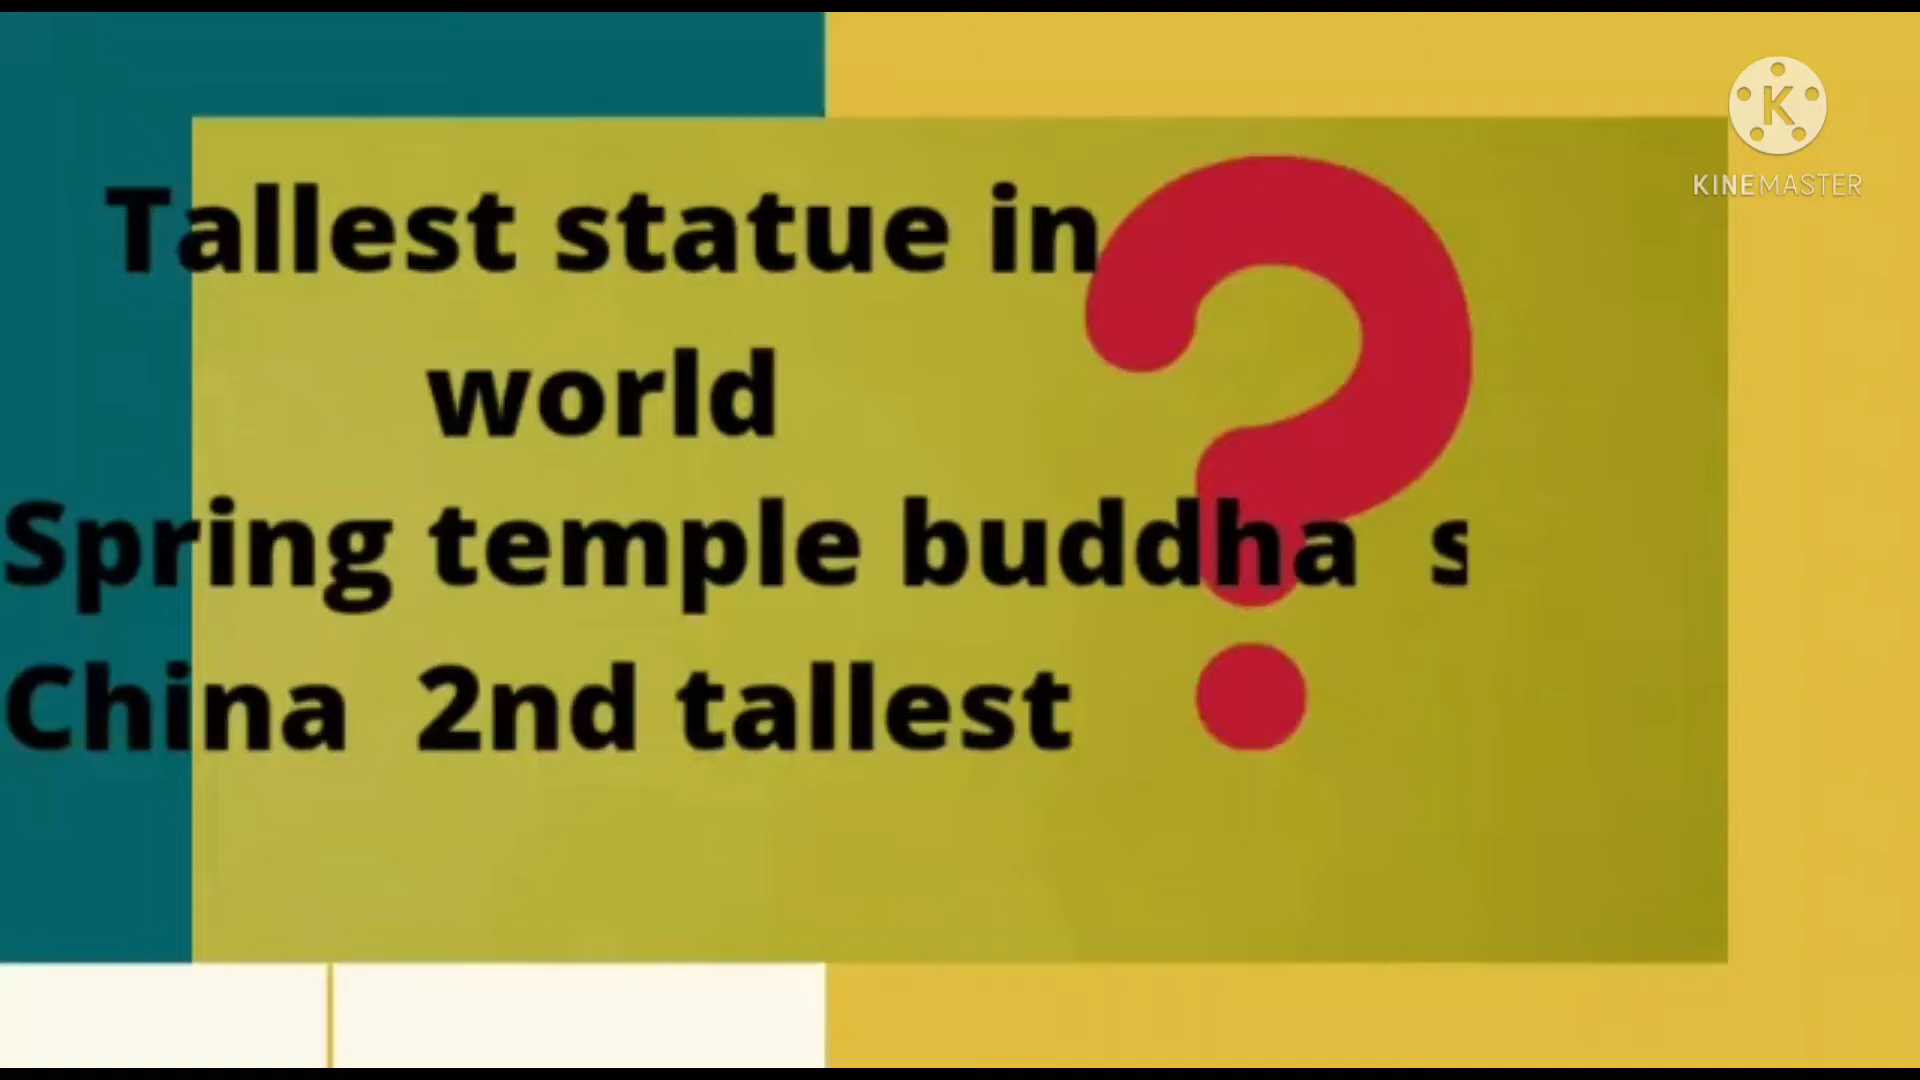 Tallest statue in
world
Spring temple buddha s
China 2nd tallest
K
KINEMASTER